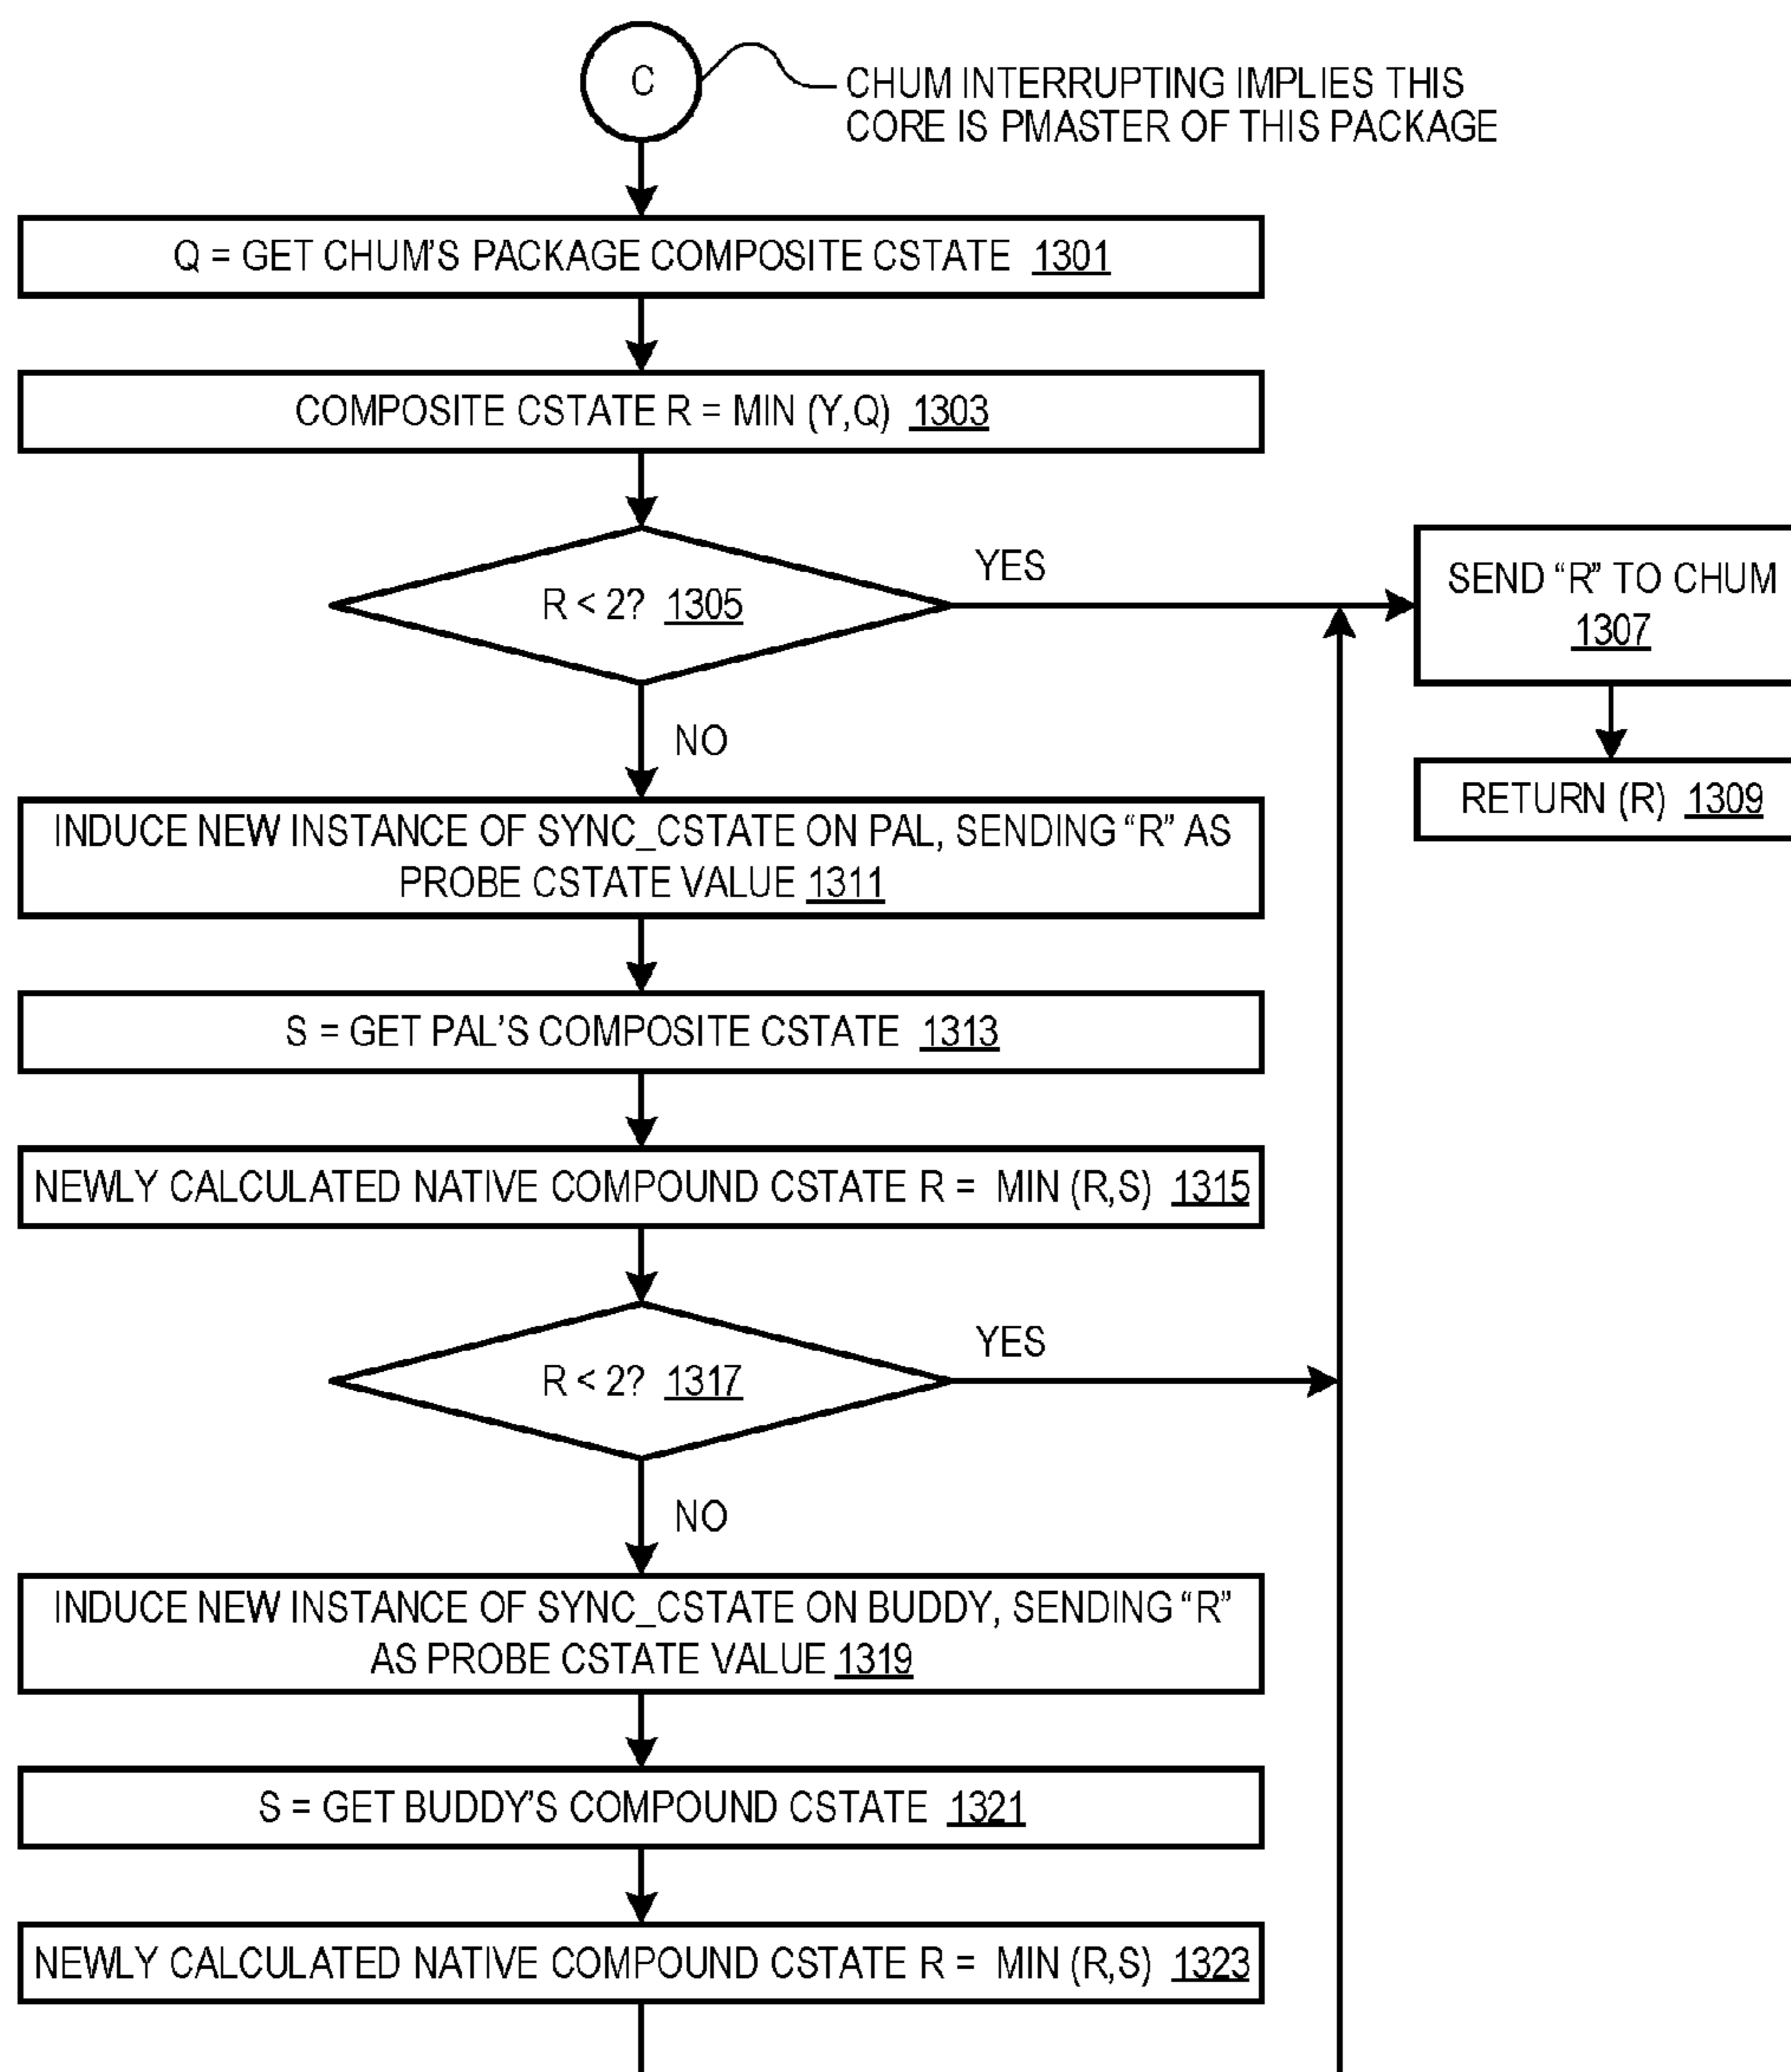 C
CHUM INTERRUPTING IMPLIES THIS
CORE IS PMASTER OF THIS PACKAGE
Q = GET CHUM'S PACKAGE COMPOSITE CSTATE 1301
COMPOSITE CSTATE R = MIN (Y,Q) 1303
R < 2? 1305
YES
SEND “R” TO CHUM
1307
RETURN (R) 1309
NO
INDUCE NEW INSTANCE OF SYNC_CSTATE ON PAL, SENDING “R” AS
PROBE CSTATE VALUE 1311
S = GET PAL'S COMPOSITE CSTATE 1313
NEWLY CALCULATED NATIVE COMPOUND CSTATE R = MIN (R,S) 1315
R < 2? 1317
YES
NO
INDUCE NEW INSTANCE OF SYNC_CSTATE ON BUDDY, SENDING “R”
AS PROBE CSTATE VALUE 1319
S = GET BUDDY'S COMPOUND CSTATE 1321
NEWLY CALCULATED NATIVE COMPOUND CSTATE R = MIN (R,S) 1323